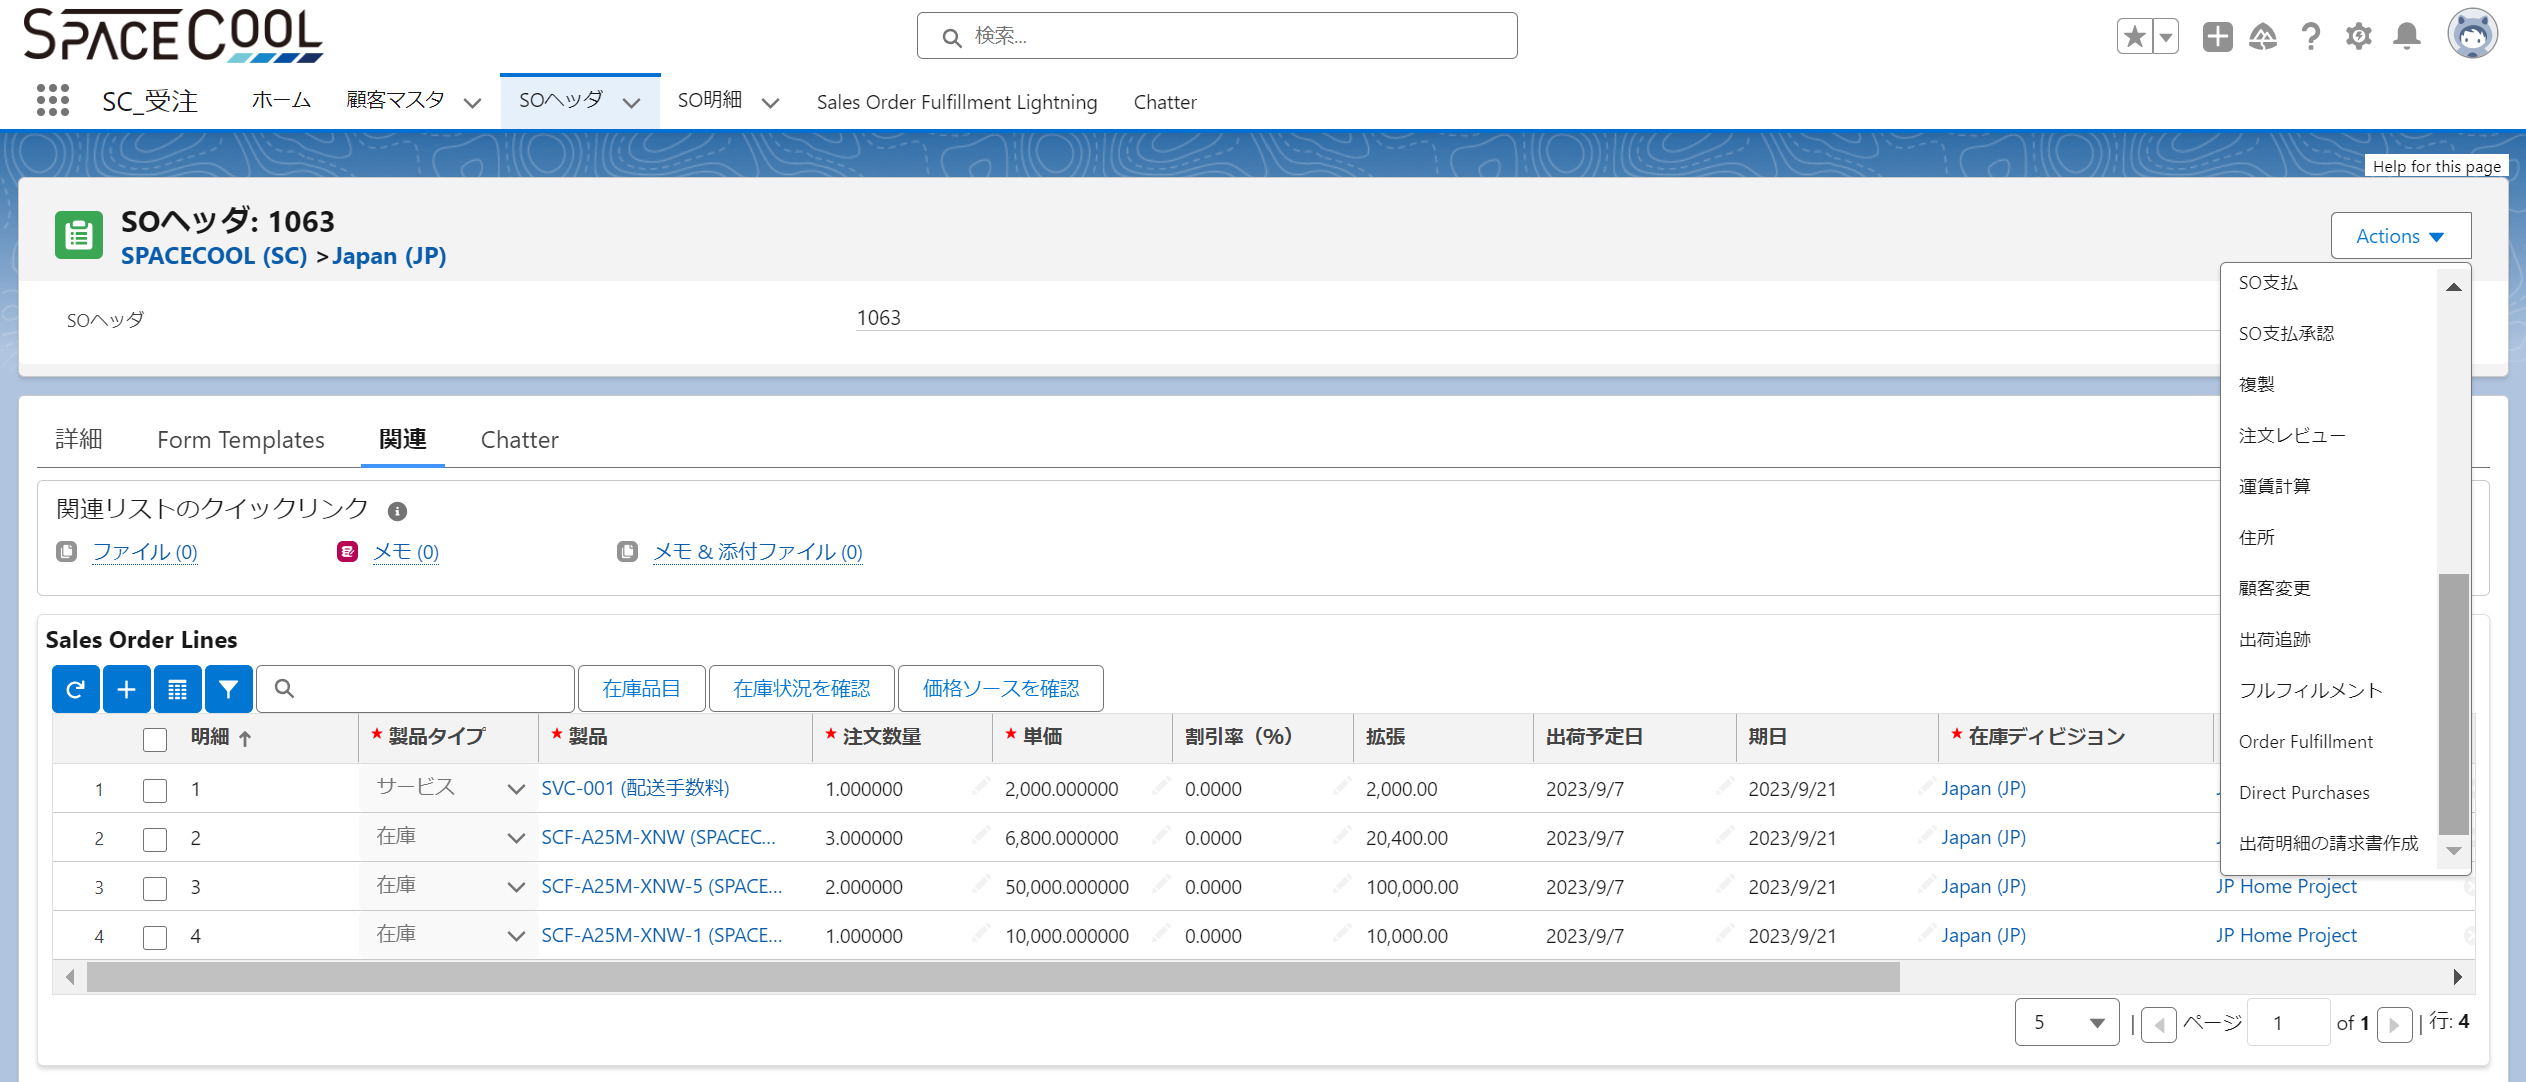 SPACECOOL
検索...
SC_受注
ホーム
顧客マスタ
SOヘッダ
SO明細
Sales Order Fulfillment Lightning
Chatter
Help for this page
SOヘッダ: 1063
SPACECOOL (SC) >Japan (JP)
Actions
SOヘッダ
1063
SO支払
SO支払承認
複製
注文レビュー
運賃計算
住所
顧客変更
出荷追跡
フルフィルメント
Order Fulfillment
Direct Purchases
出荷明細の請求書作成
詳細
Form Templates
関連
Chatter
関連リストのクイックリンク
ファイル (0)
メモ (0)
メモ & 添付ファイル (0)
Sales Order Lines
在庫品目
在庫状況を確認
価格ソースを確認
明細 * 製品タイプ * 製品 * 注文数量 * 単価 割引率 (%) 拡張 出荷予定日 期日 * 在庫ディビジョン
1 1 サービス SVC-001 (配送手数料) 1.000000 2,000.000000 0.0000 2,000.00 2023/9/7 2023/9/21 Japan (JP)
2 2 在庫 SCF-A25M-XNW (SPACEC... 3.000000 6,800.000000 0.0000 20,400.00 2023/9/7 2023/9/21 Japan (JP)
3 3 在庫 SCF-A25M-XNW-5 (SPACE... 2.000000 50,000.000000 0.0000 100,000.00 2023/9/7 2023/9/21 Japan (JP) JP Home Project
4 4 在庫 SCF-A25M-XNW-1 (SPACE... 1.000000 10,000.000000 0.0000 10,000.00 2023/9/7 2023/9/21 Japan (JP) JP Home Project
5 | ページ 1 of 1 | 行: 4